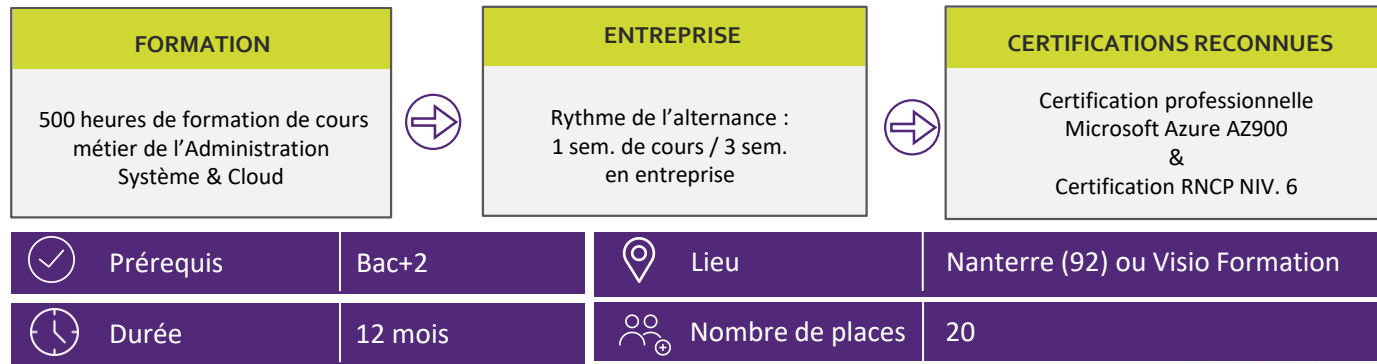 FORMATION
500 heures de formation de cours
métier de l'Administration
Système & Cloud
ENTREPRISE
Rythme de l'alternance :
1 sem. de cours / 3 sem.
en entreprise
CERTIFICATIONS RECONNUES
Certification professionnelle
Microsoft Azure AZ900
&
Certification RNCP NIV. 6
Prérequis
Bac+2
Lieu
Nanterre (92) ou Visio Formation
Durée
12 mois
Nombre de places
20